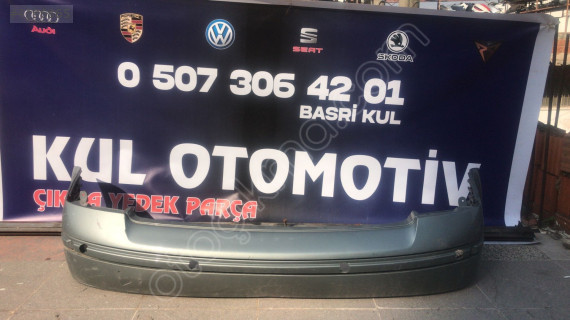 Audi
SEAT
SKODA
0 507 306 42 01
BASRİ KUL
KUL OTOMOTİV
ÇIKMA YEDEK PARÇA